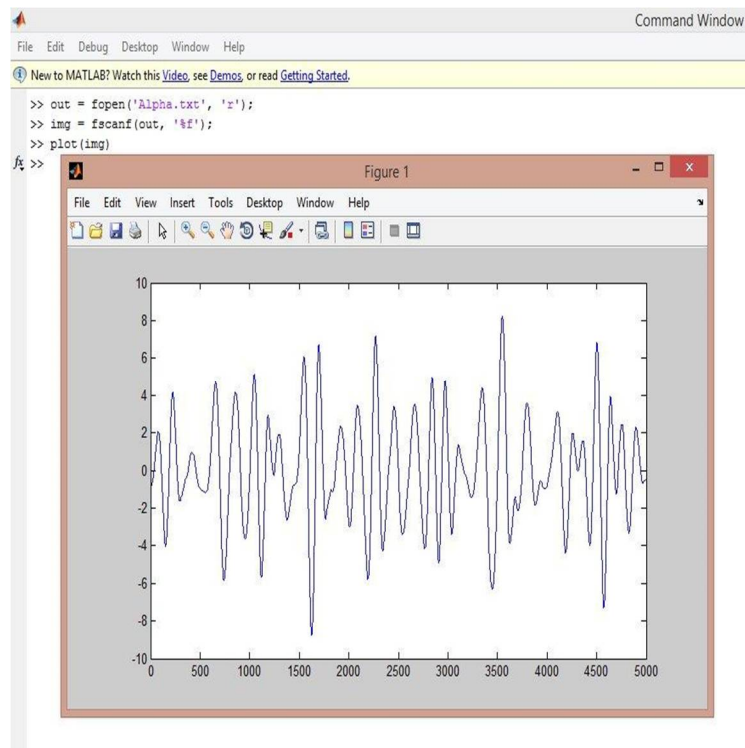 Command Window
File Edit Debug Desktop Window Help
New to MATLAB? Watch this Video, see Demos, or read Getting Started.
>> out = fopen('Alpha.txt', 'r');
>> img = fscanf(out, '%f');
>> plot(img)
fx >>
Figure 1
File Edit View Insert Tools Desktop Window Help
10
8
6
4
2
0
-2
-4
-6
-8
-10
0 500 1000 1500 2000 2500 3000 3500 4000 4500 5000